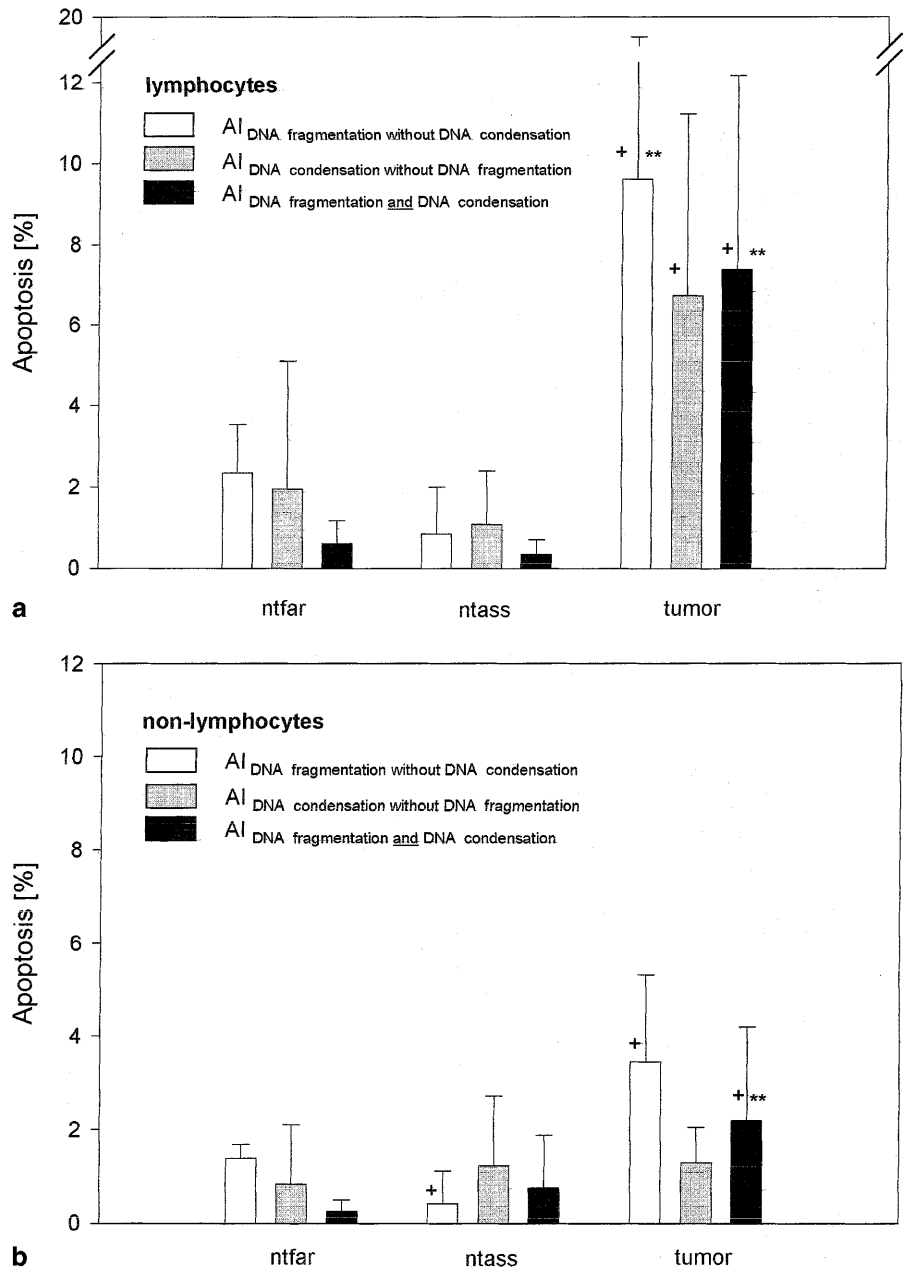 20
12
10
8
6
4
2
0
Apoptosis [%]
lymphocytes
AI DNA fragmentation without DNA condensation
AI DNA condensation without DNA fragmentation
AI DNA fragmentation and DNA condensation
+ **
+
+ **
ntfar ntass tumor
a
12
10
8
6
4
2
0
Apoptosis [%]
non-lymphocytes
AI DNA fragmentation without DNA condensation
AI DNA condensation without DNA fragmentation
AI DNA fragmentation and DNA condensation
+
+
+ **
ntfar ntass tumor
b